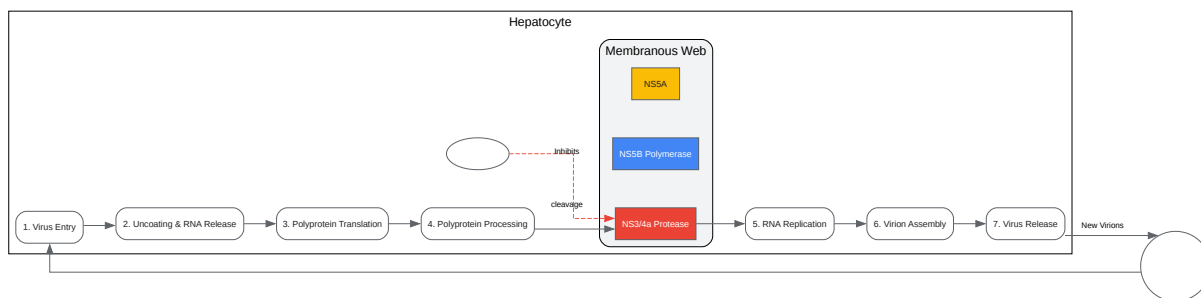 Hepatocyte
Membranous Web
NS5A
NS5B Polymerase
Inhibits
cleavage
1. Virus Entry
2. Uncoating & RNA Release
3. Polyprotein Translation
4. Polyprotein Processing
NS3/4a Protease
5. RNA Replication
6. Virion Assembly
7. Virus Release
New Virions